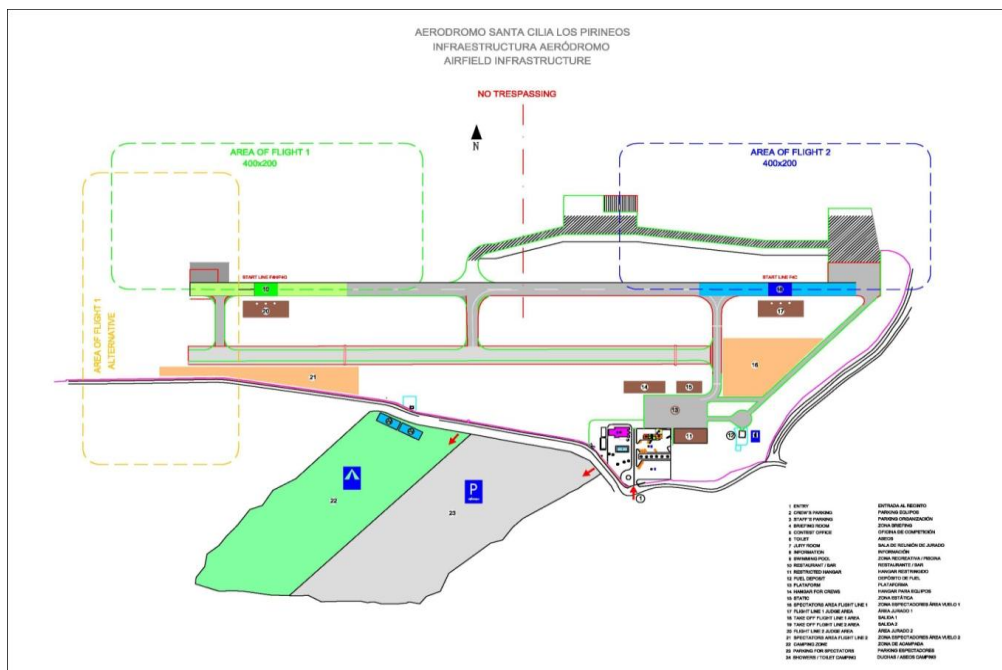 AERODROMO SANTA CILIA LOS PIRINEOS
INFRAESTRUCTURA AERÓDROMO
AIRFIELD INFRASTRUCTURE
NO TRESPASSING
N
AREA OF FLIGHT 1
400x200
AREA OF FLIGHT 2
400x200
AREA OF FLIGHT 1
ALTERNATIVE
START LINE
START LINE F4C
20
17
16
21
14
15
13
11
12
22
23
P
1
1 ENTRY ENTRADA AL RECINTO
2 CREW'S PARKING PARKING EQUIPOS
3 STAFF'S PARKING PARKING ORGANIZACIÓN
4 BRIEFING ROOM ZONA BRIEFING
5 CONTEST OFFICE OFICINA DE COMPETICIÓN
6 TOILET ASEOS
7 JURY ROOM SALA DE REUNIÓN DE JURADO
8 INFORMATION INFORMACIÓN
9 SWIMMING POOL ZONA RECREATIVA / PISCINA
10 RESTAURANT / BAR RESTAURANTE / BAR
11 RESTRICTED HANGAR HANGAR RESTRINGIDO
12 FUEL DEPOSIT DEPÓSITO DE FUEL
13 PLATAFORM PLATAFORMA
14 HANGAR FOR CREWS HANGAR PARA EQUIPOS
15 STATIC ZONA ESTÁTICA
16 SPECTATORS AREA FLIGHT LINE 1 ZONA ESPECTADORES ÁREA VUELO 1
17 FLIGHT LINE 1 JUDGE AREA ÁREA JURADO 1
18 TAKE OFF FLIGHT LINE 1 AREA SALIDA 1
19 TAKE OFF FLIGHT LINE 2 AREA SALIDA 2
20 FLIGHT LINE 2 JUDGE AREA ÁREA JURADO 2
21 SPECTATORS AREA FLIGHT LINE 2 ZONA ESPECTADORES ÁREA VUELO 2
22 CAMPING ZONE ZONA DE ACAMPADA
23 PARKING FOR SPECTATORS PARKING ESPECTADORES
24 SHOWERS / TOILET CAMPING DUCHAS / ASEOS CAMPING